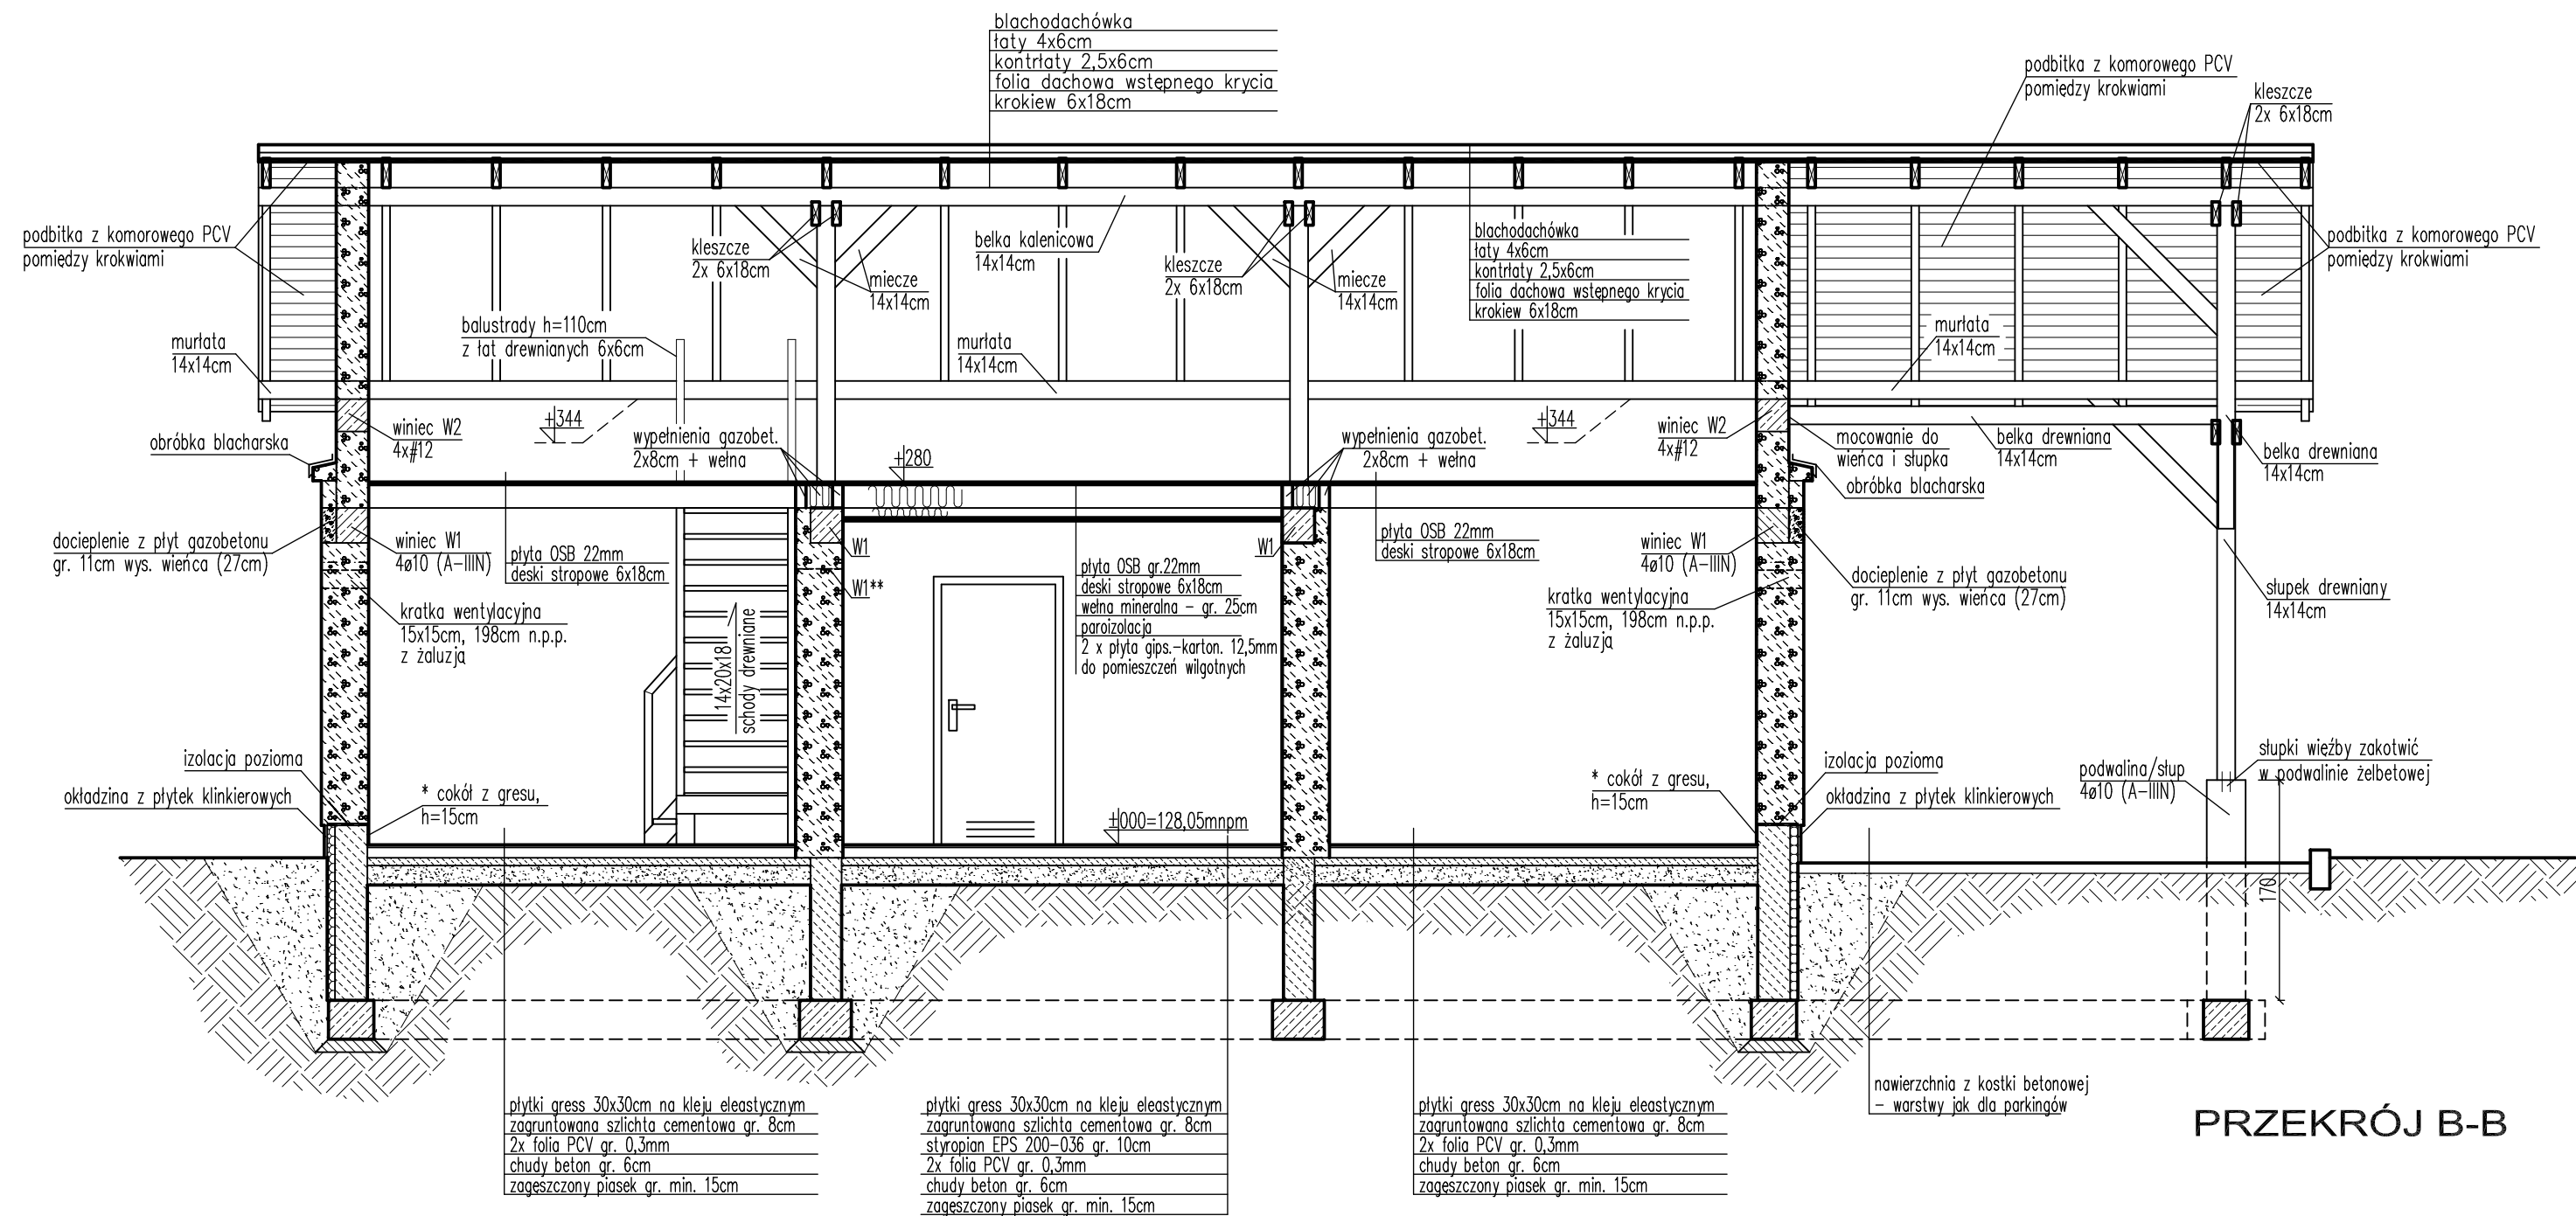 blachodachówka
łaty 4x6cm
kontrłaty 2,5x6cm
folia dachowa wstępnego krycia
krokiew 6x18cm
podbitka z komorowego PCV
pomiędzy krokwiami
kleszcze
2x 6x18cm
podbitka z komorowego PCV
pomiędzy krokwiami
kleszcze
2x 6x18cm
miecze
14x14cm
belka kalenicowa
14x14cm
kleszcze
2x 6x18cm
miecze
14x14cm
blachodachówka
łaty 4x6cm
kontrłaty 2,5x6cm
folia dachowa wstępnego krycia
krokiew 6x18cm
podbitka z komorowego PCV
pomiędzy krokwiami
murłata
14x14cm
balustrady h=110cm
z łat drewnianych 6x6cm
murłata
14x14cm
murłata
14x14cm
obróbka blacharska
winiec W2
4x#12
+344
wypełnienia gazobet.
2x8cm + wełna
+280
wypełnienia gazobet.
2x8cm + wełna
+344
winiec W2
4x#12
mocowanie do
wieńca i słupka
obróbka blacharska
belka drewniana
14x14cm
belka drewniana
14x14cm
docieplenie z płyt gazobetonu
gr. 11cm wys. wieńca (27cm)
winiec W1
4ø10 (A-IIIN)
płyta OSB 22mm
deski stropowe 6x18cm
W1
W1**
W1
płyta OSB gr.22mm
deski stropowe 6x18cm
wełna mineralna - gr. 25cm
paroizolacja
2 x płyta gips.-karton. 12,5mm
do pomieszczeń wilgotnych
płyta OSB 22mm
deski stropowe 6x18cm
winiec W1
4ø10 (A-IIIN)
docieplenie z płyt gazobetonu
gr. 11cm wys. wieńca (27cm)
słupek drewniany
14x14cm
kratka wentylacyjna
15x15cm, 198cm n.p.p.
z żaluzją
14x20x18
schody drewniane
kratka wentylacyjna
15x15cm, 198cm n.p.p.
z żaluzją
izolacja pozioma
okładzina z płytek klinkierowych
* cokół z gresu,
h=15cm
±000=128,05mnpm
* cokół z gresu,
h=15cm
izolacja pozioma
okładzina z płytek klinkierowych
podwalina/słup
4ø10 (A-IIIN)
słupki więźby zakotwić
w podwalinie żelbetowej
170
płytki gress 30x30cm na kleju eleastycznym
zagruntowana szlichta cementowa gr. 8cm
2x folia PCV gr. 0,3mm
chudy beton gr. 6cm
zagęszczony piasek gr. min. 15cm
płytki gress 30x30cm na kleju eleastycznym
zagruntowana szlichta cementowa gr. 8cm
styropian EPS 200-036 gr. 10cm
2x folia PCV gr. 0,3mm
chudy beton gr. 6cm
zagęszczony piasek gr. min. 15cm
płytki gress 30x30cm na kleju eleastycznym
zagruntowana szlichta cementowa gr. 8cm
2x folia PCV gr. 0,3mm
chudy beton gr. 6cm
zagęszczony piasek gr. min. 15cm
nawierzchnia z kostki betonowej
- warstwy jak dla parkingów
PRZEKRÓJ B-B